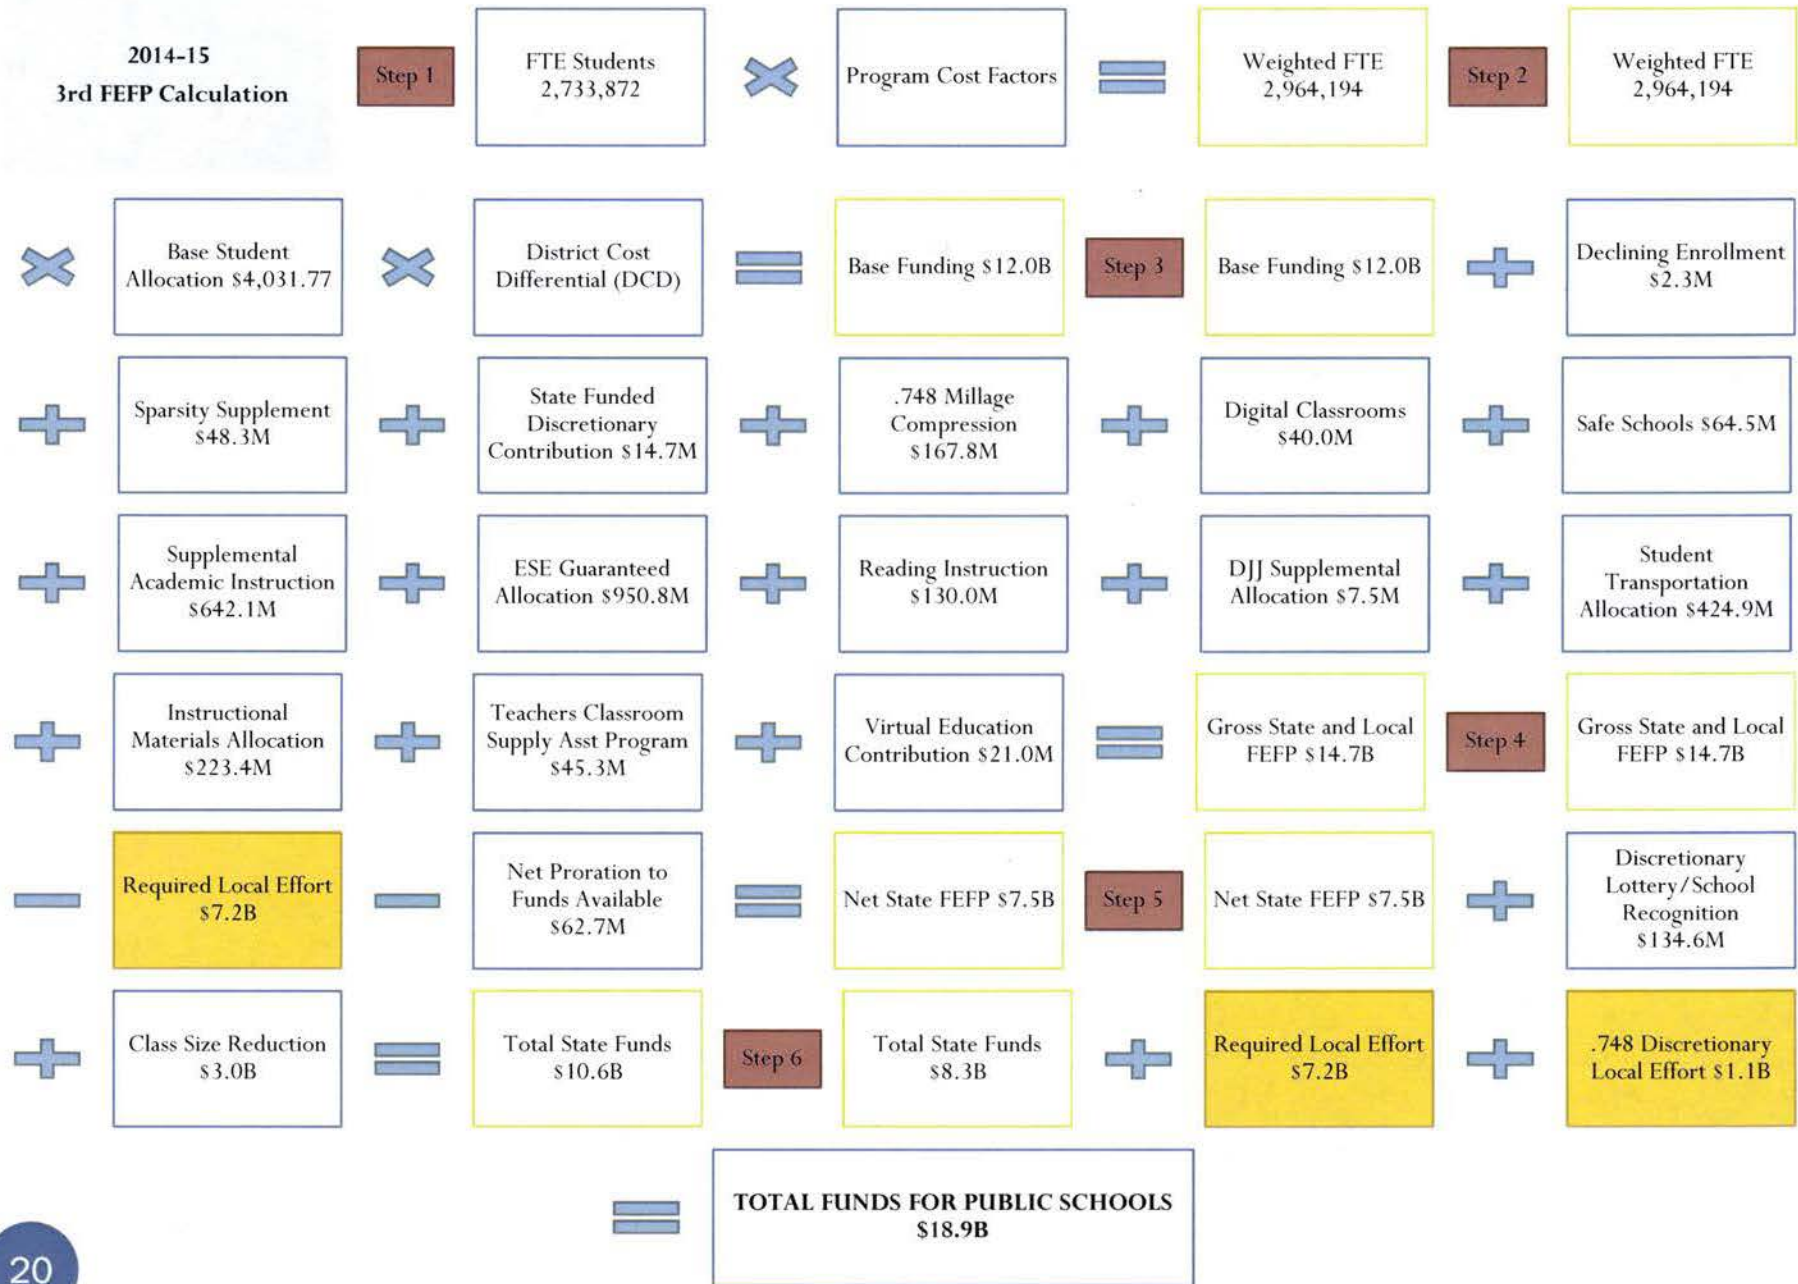 2014-15
3rd FEFP Calculation
Step 1
FTE Students
2,733,872
Program Cost Factors
Weighted FTE
2,964,194
Step 2
Weighted FTE
2,964,194
Base Student
Allocation $4,031.77
District Cost
Differential (DCD)
Base Funding $12.0B
Step 3
Base Funding $12.0B
Declining Enrollment
$2.3M
Sparsity Supplement
$48.3M
State Funded
Discretionary
Contribution $14.7M
.748 Millage
Compression
$167.8M
Digital Classrooms
$40.0M
Safe Schools $64.5M
Supplemental
Academic Instruction
$642.1M
ESE Guaranteed
Allocation $950.8M
Reading Instruction
$130.0M
DJJ Supplemental
Allocation $7.5M
Student
Transportation
Allocation $424.9M
Instructional
Materials Allocation
$223.4M
Teachers Classroom
Supply Asst Program
$45.3M
Virtual Education
Contribution $21.0M
Gross State and Local
FEFP $14.7B
Step 4
Gross State and Local
FEFP $14.7B
Required Local Effort
$7.2B
Net Proration to
Funds Available
$62.7M
Net State FEFP $7.5B
Step 5
Net State FEFP $7.5B
Discretionary
Lottery/School
Recognition
$134.6M
Class Size Reduction
$3.0B
Total State Funds
$10.6B
Step 6
Total State Funds
$8.3B
Required Local Effort
$7.2B
.748 Discretionary
Local Effort $1.1B
TOTAL FUNDS FOR PUBLIC SCHOOLS
$18.9B
20